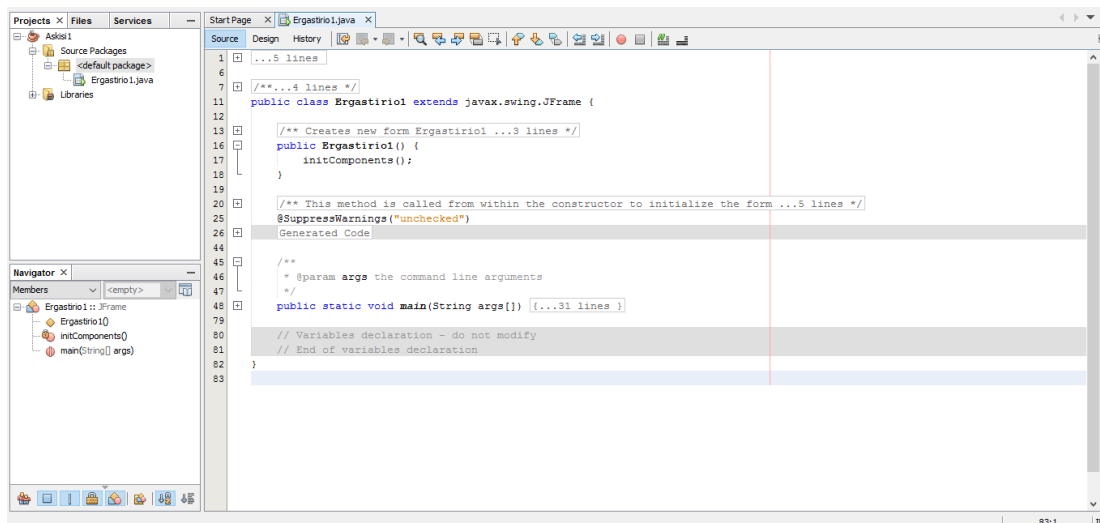 Projects Files Services
Askisi1
Source Packages
<default package>
Ergastirio1.java
Libraries
Navigator
Members <empty>
Ergastirio1 :: JFrame
Ergastirio1()
initComponents()
main(String[] args)
Start Page Ergastirio1.java
Source Design History
1 ...5 lines
6
7 /**...4 lines */
11 public class Ergastirio1 extends javax.swing.JFrame {
12
13 /** Creates new form Ergastirio1 ...3 lines */
16 public Ergastirio1() {
17 initComponents();
18 }
19
20 /** This method is called from within the constructor to initialize the form ...5 lines */
25 @SuppressWarnings("unchecked")
26 Generated Code
44
45 /**
46 * @param args the command line arguments
47 */
48 public static void main(String args[]) {...31 lines }
79
80 // Variables declaration - do not modify
81 // End of variables declaration
82 }
83
83:1